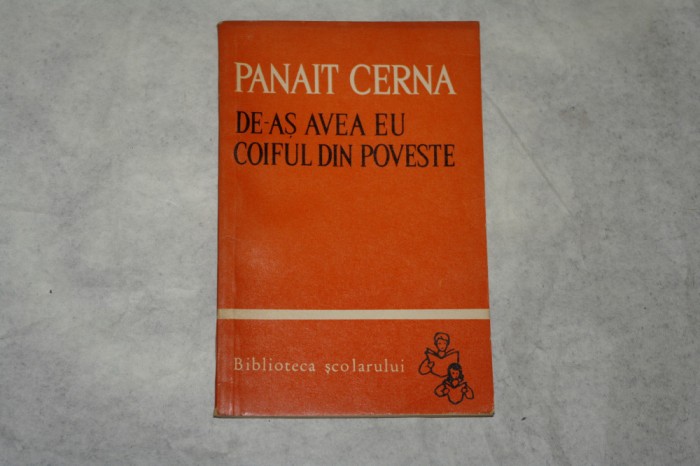 PANAIT CERNA
DE-AȘ AVEA EU
COIFUL DIN POVESTE
Biblioteca școlarului